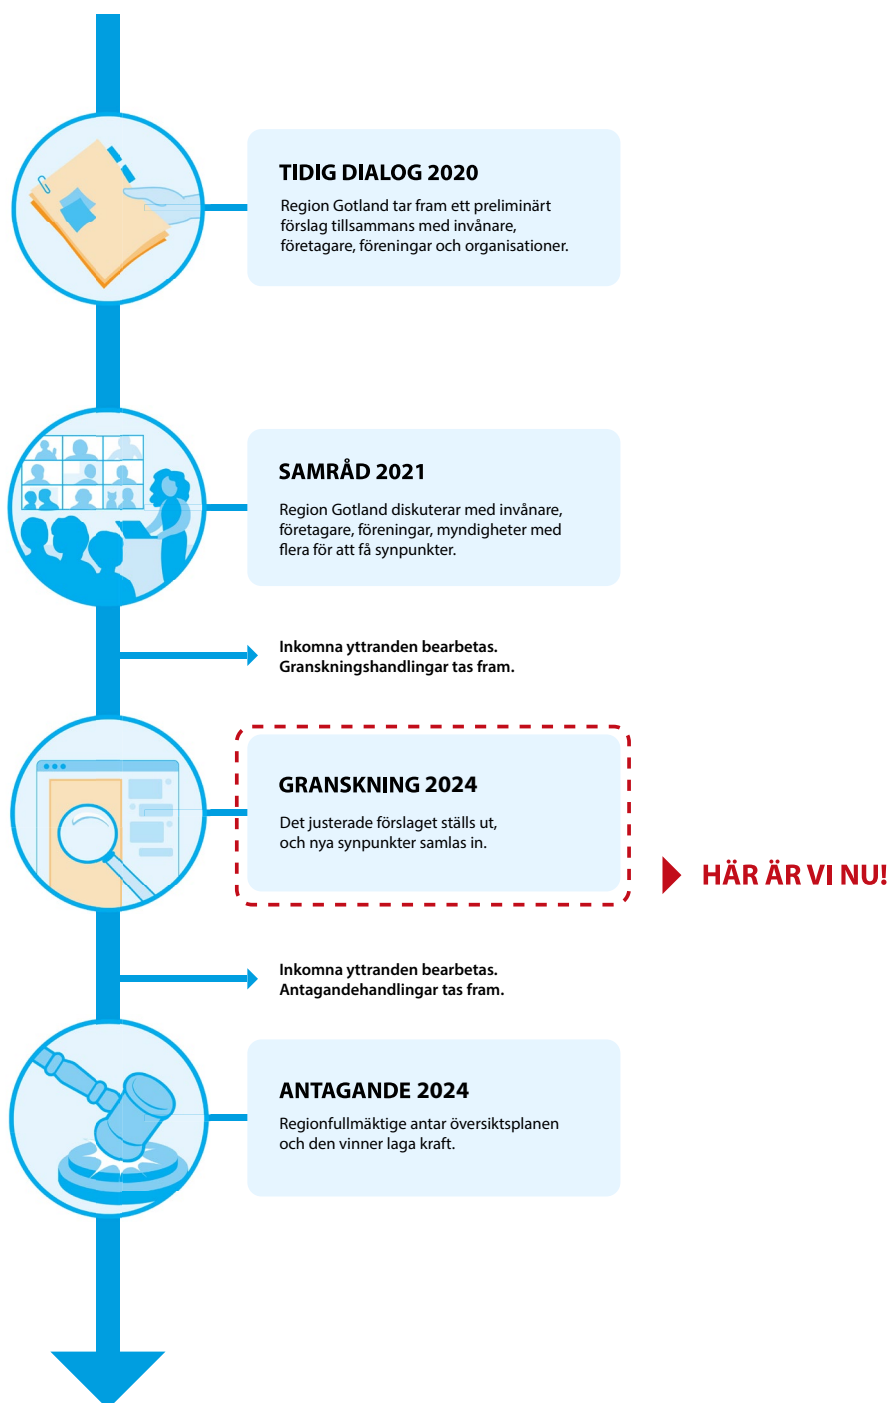 TIDIG DIALOG 2020
Region Gotland tar fram ett preliminärt
förslag tillsammans med invånare,
företagare, föreningar och organisationer.
SAMRÅD 2021
Region Gotland diskuterar med invånare,
företagare, föreningar, myndigheter med
flera för att få synpunkter.
Inkomna yttranden bearbetas.
Granskningshandlingar tas fram.
GRANSKNING 2024
Det justerade förslaget ställs ut,
och nya synpunkter samlas in.
HÄR ÄR VI NU!
Inkomna yttranden bearbetas.
Antagandehandlingar tas fram.
ANTAGANDE 2024
Regionfullmäktige antar översiktsplanen
och den vinner laga kraft.